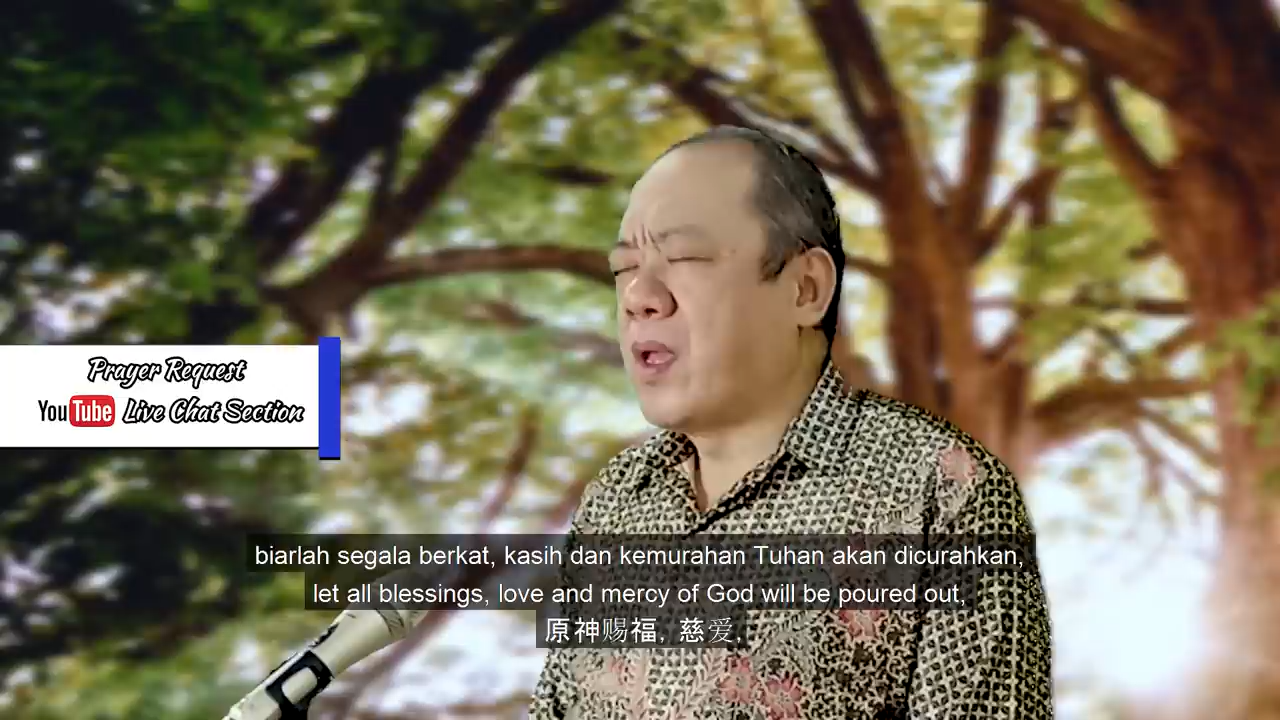 Prayer Request
YouTube Live Chat Section
biarlah segala berkat, kasih dan kemurahan Tuhan akan dicurahkan,
let all blessings, love and mercy of God will be poured out,
原神赐福, 慈爱,